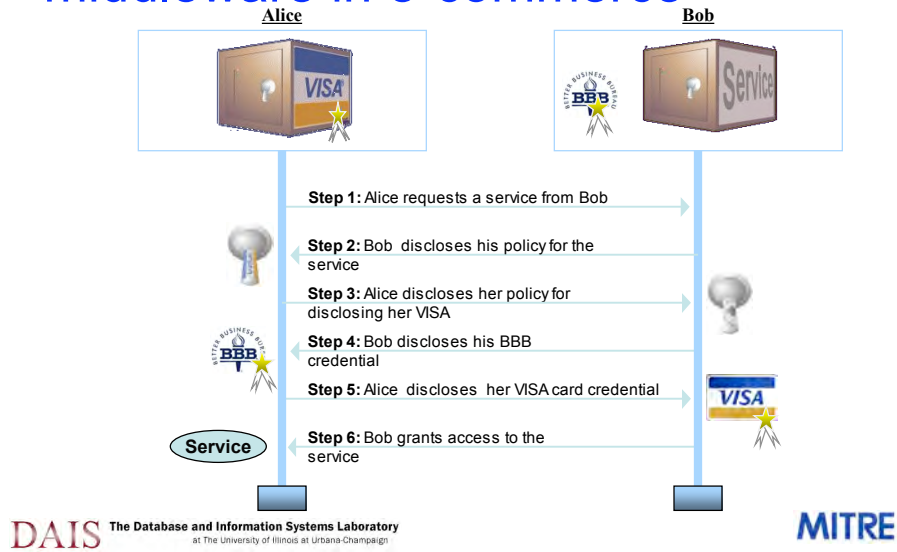 Middleware in e-commerce
Alice
Bob
VISA
BETTER BUSINESS BUREAU
BBB
Service
Step 1: Alice requests a service from Bob
Step 2: Bob discloses his policy for the
service
VISA
Step 3: Alice discloses her policy for
disclosing her VISA
BETTER BUSINESS BUREAU
BBB
Step 4: Bob discloses his BBB
credential
Step 5: Alice discloses her VISA card credential
VISA
Service
Step 6: Bob grants access to the
service
DAIS The Database and Information Systems Laboratory
at The University of Illinois at Urbana-Champaign
MITRE